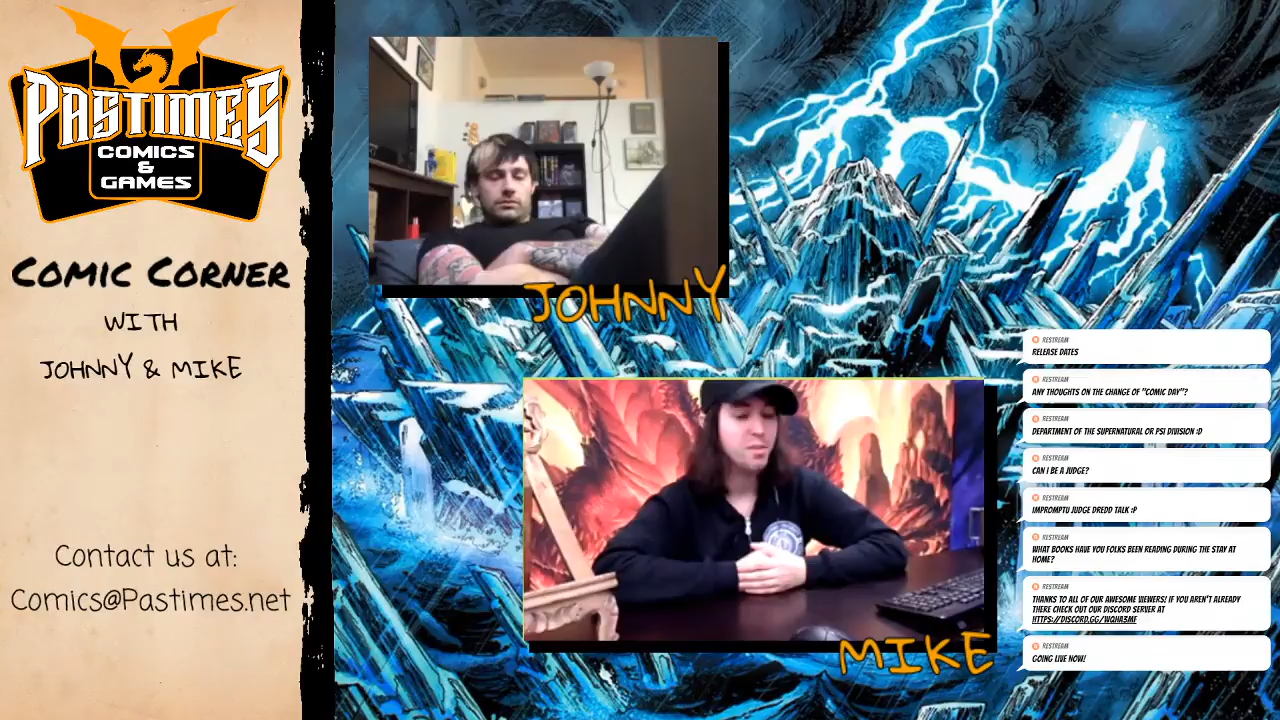 PASTIMES
COMICS
&
GAMES
COMIC CORNER
WITH
JOHNNY & MIKE
Contact us at:
Comics@Pastimes.net
JOHNNY
MIKE
RESTREAM
RELEASE DATES
RESTREAM
ANY THOUGHTS ON THE CHANGE OF "COMIC DAY"?
RESTREAM
DEPARTMENT OF THE SUPERNATURAL OR PSI DIVISION :D
RESTREAM
CAN I BE A JUDGE?
RESTREAM
IMPROMPTU JUDGE DREDD TALK :P
RESTREAM
WHAT BOOKS HAVE YOU FOLKS BEEN READING DURING THE STAY AT
HOME?
RESTREAM
THANKS TO ALL OF OUR AWESOME VIEWERS! IF YOU AREN'T ALREADY
THERE CHECK OUT OUR DISCORD SERVER AT
HTTPS://DISCORD.GG/WQHA3MF
RESTREAM
GOING LIVE NOW!